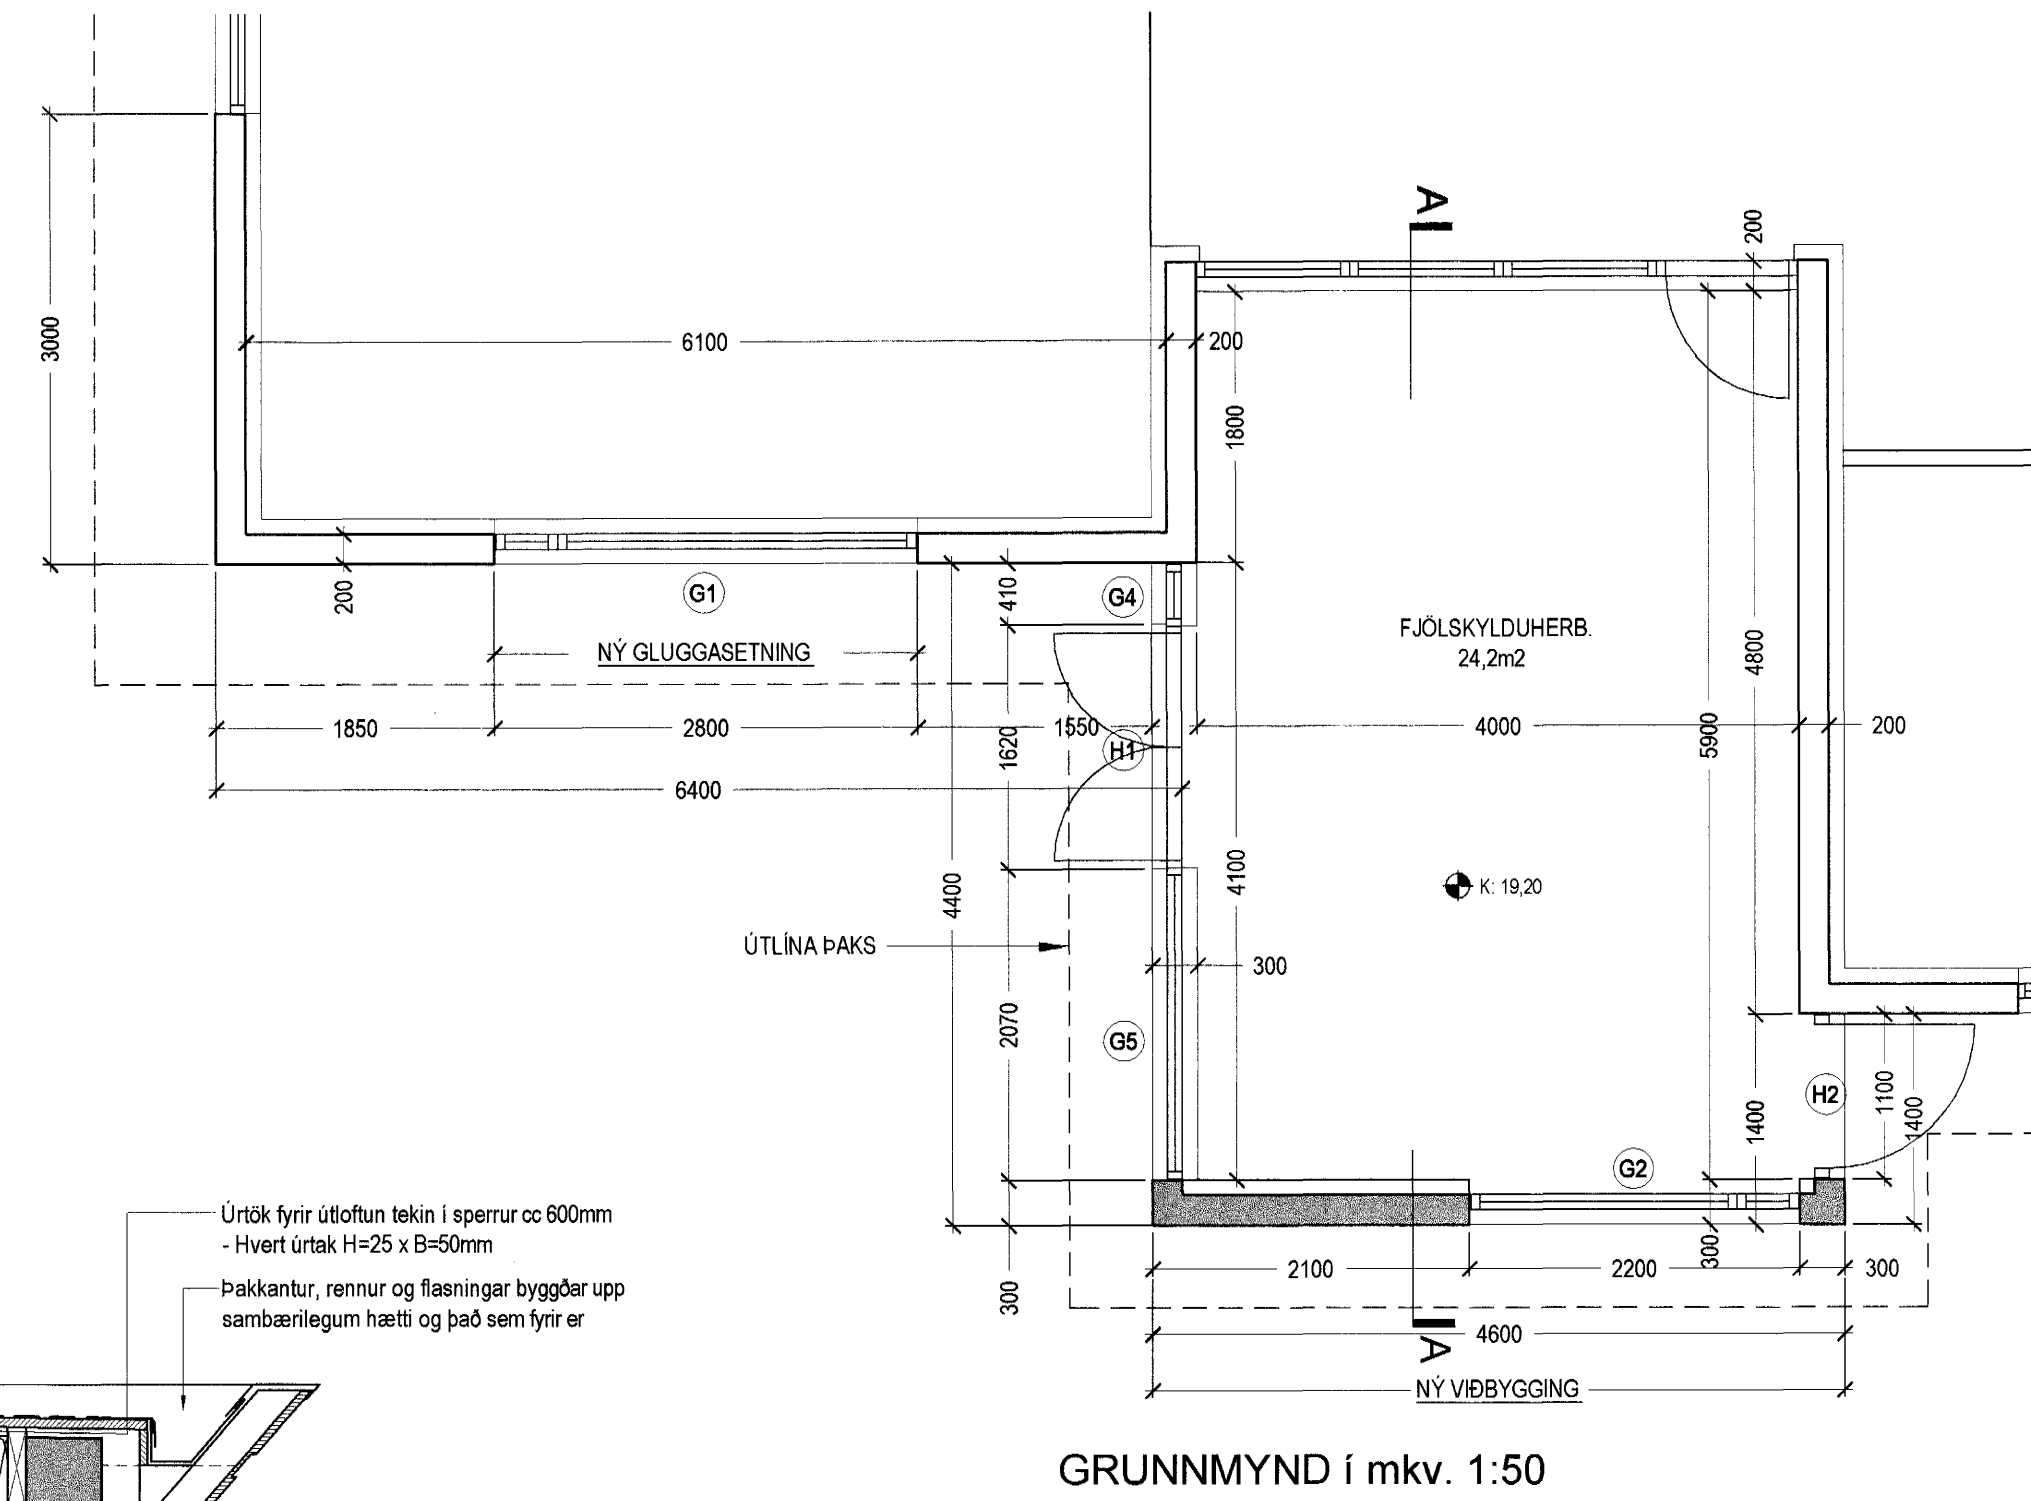 A
200
3000
6100
200
1800
200
G1
410
G4
FJÖLSKYLDUHERB.
24,2m2
NÝ GLUGGASETNING
4800
1850
2800
1550
1620
H1
4000
5900
200
6400
4400
4100
K: 19,20
ÚTLÍNA ÞAKS
300
2070
G5
H2
1100
1400
1400
G2
Úrtök fyrir útloftun tekin í sperrur cc 600mm
- Hvert úrtak H=25 x B=50mm
Þakkantur, rennur og flasningar byggðar upp
sambærilegum hætti og það sem fyrir er
300
2100
2200
300
300
4600
A
NÝ VIÐBYGGING
GRUNNMYND í mkv. 1:50